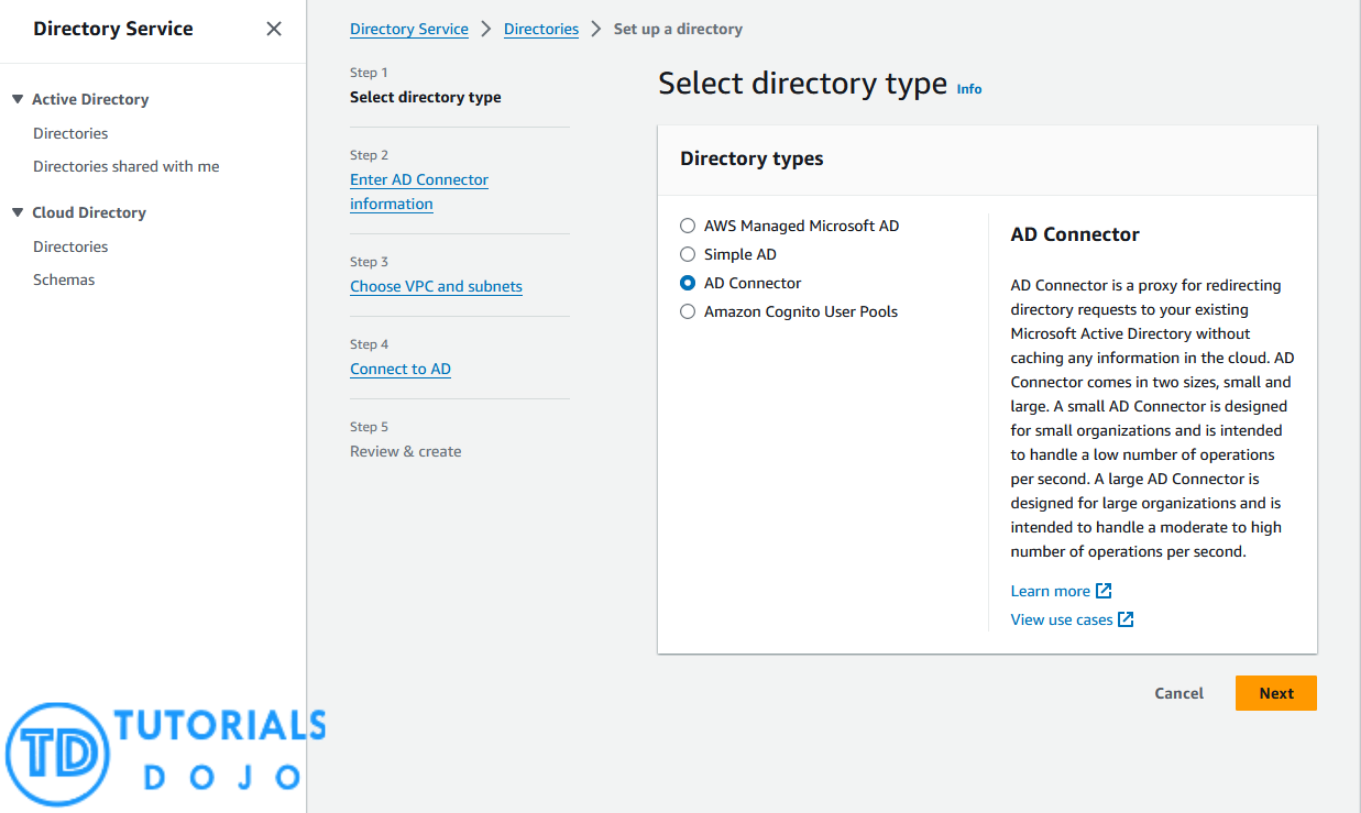 Directory Service
Active Directory
Directories
Directories shared with me
Cloud Directory
Directories
Schemas
Directory Service > Directories > Set up a directory
Step 1
Select directory type
Step 2
Enter AD Connector
information
Step 3
Choose VPC and subnets
Step 4
Connect to AD
Step 5
Review & create
Select directory type Info
Directory types
AWS Managed Microsoft AD
Simple AD
AD Connector
Amazon Cognito User Pools
AD Connector
AD Connector is a proxy for redirecting
directory requests to your existing
Microsoft Active Directory without
caching any information in the cloud. AD
Connector comes in two sizes, small and
large. A small AD Connector is designed
for small organizations and is intended
to handle a low number of operations
per second. A large AD Connector is
designed for large organizations and is
intended to handle a moderate to high
number of operations per second.
Learn more
View use cases
Cancel
Next
TD
TUTORIALS
DOJO